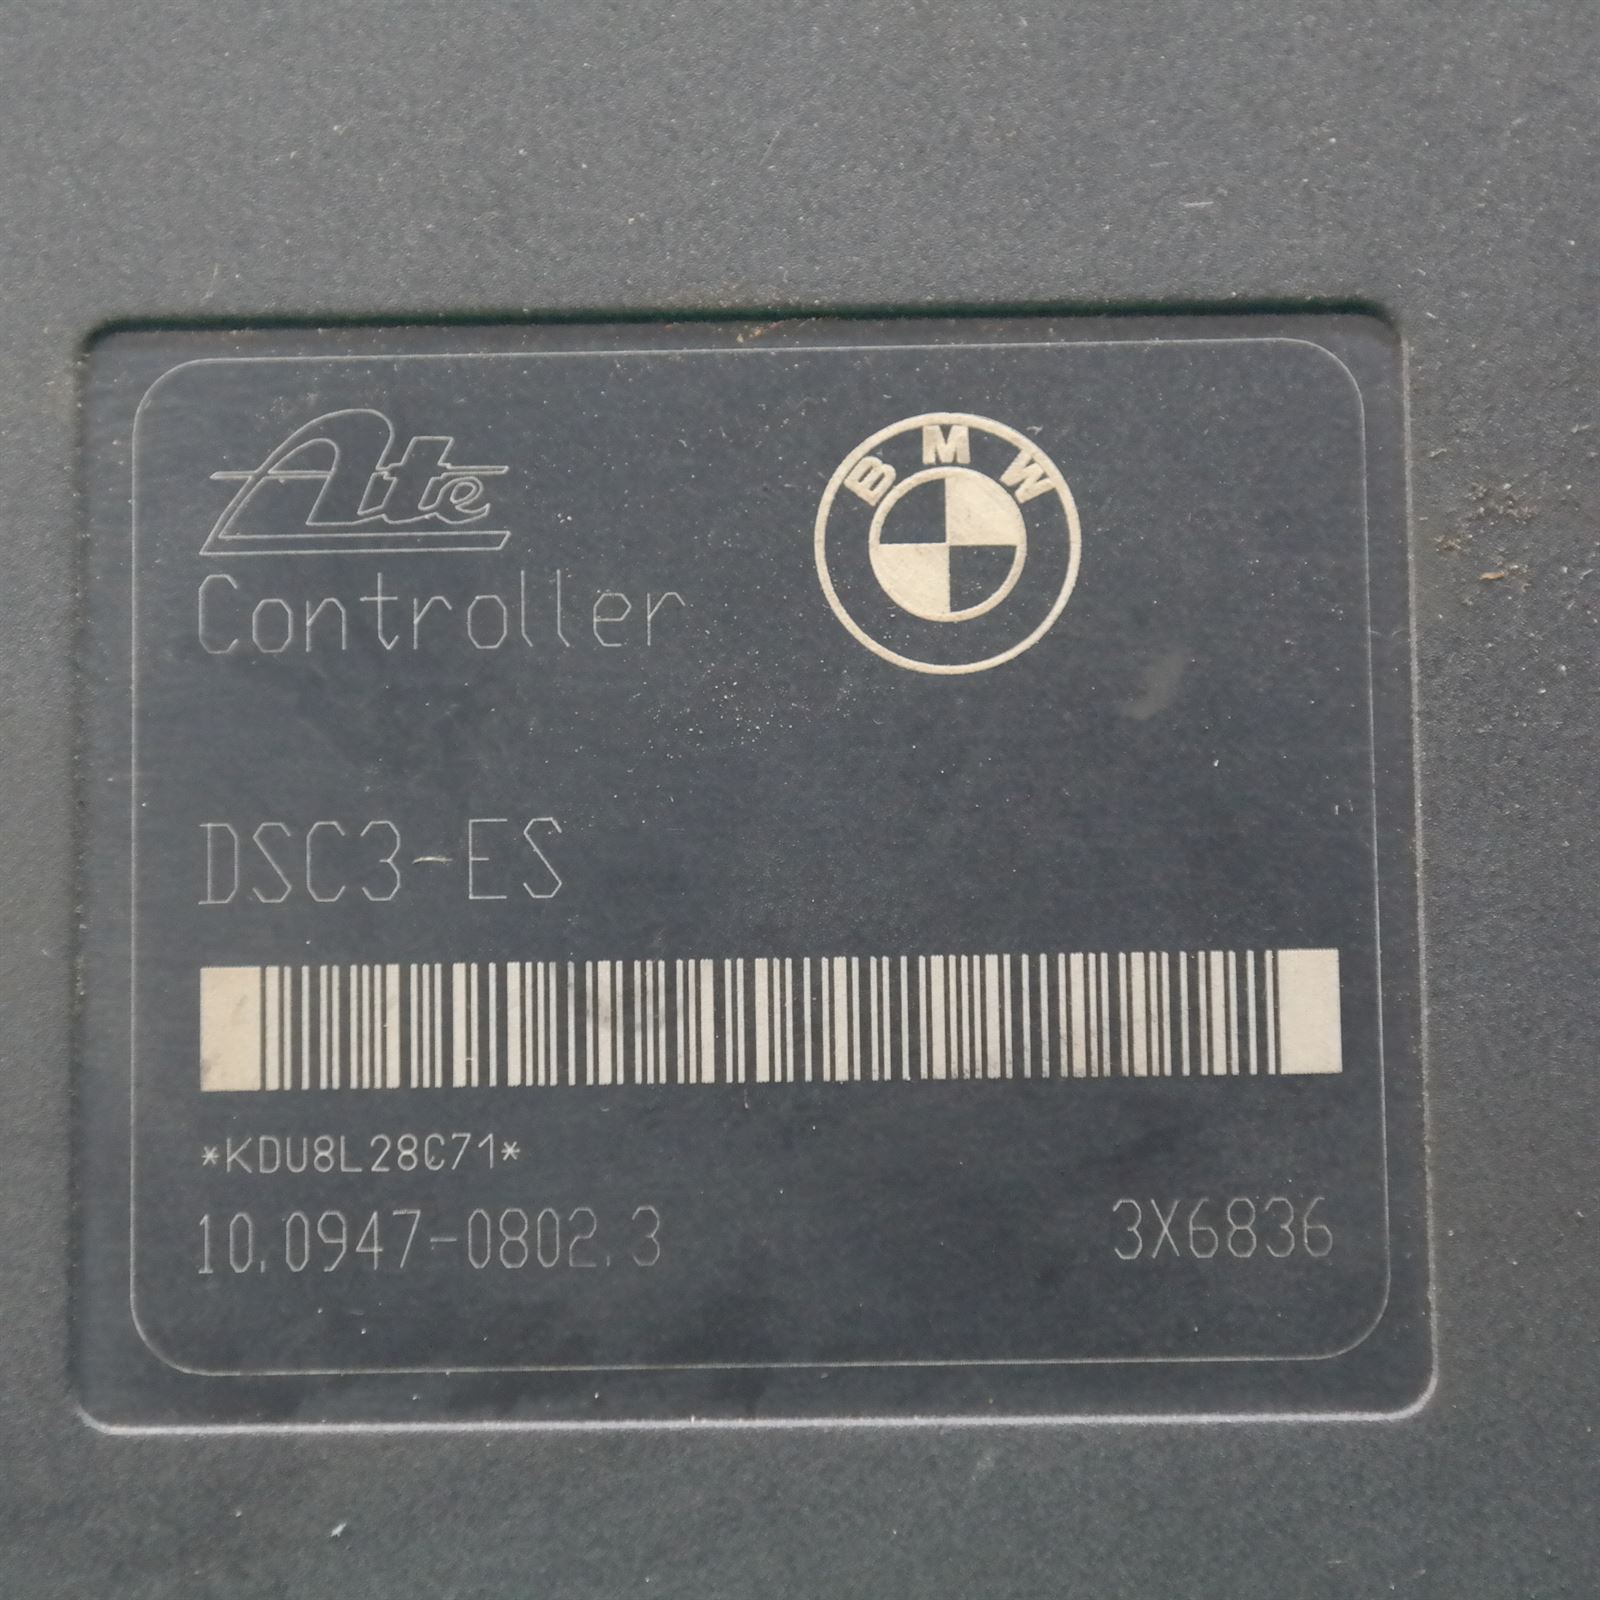 Ate
BMW
Controller
DSC3-ES
*KDU8L28C71*
10.0947-0802.3
3X6836